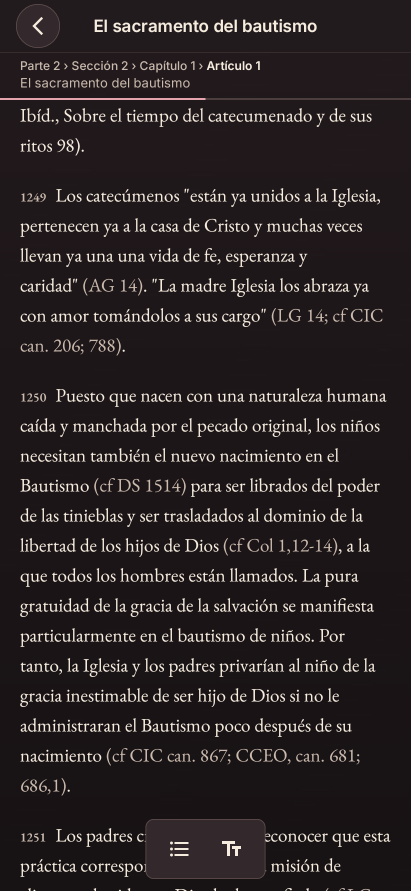 El sacramento del bautismo
Parte 2 › Sección 2 › Capítulo 1 › Artículo 1
El sacramento del bautismo
Ibíd., Sobre el tiempo del catecumenado y de sus
ritos 98).
1249 Los catecúmenos "están ya unidos a la Iglesia,
pertenecen ya a la casa de Cristo y muchas veces
llevan ya una una vida de fe, esperanza y
caridad" (AG 14). "La madre Iglesia los abraza ya
con amor tomándolos a sus cargo" (LG 14; cf CIC
can. 206; 788).
1250 Puesto que nacen con una naturaleza humana
caída y manchada por el pecado original, los niños
necesitan también el nuevo nacimiento en el
Bautismo (cf DS 1514) para ser librados del poder
de las tinieblas y ser trasladados al dominio de la
libertad de los hijos de Dios (cf Col 1,12-14), a la
que todos los hombres están llamados. La pura
gratuidad de la gracia de la salvación se manifiesta
particularmente en el bautismo de niños. Por
tanto, la Iglesia y los padres privarían al niño de la
gracia inestimable de ser hijo de Dios si no le
administraran el Bautismo poco después de su
nacimiento (cf CIC can. 867; CCEO, can. 681;
686,1).
1251 Los padres que esta
práctica misión de